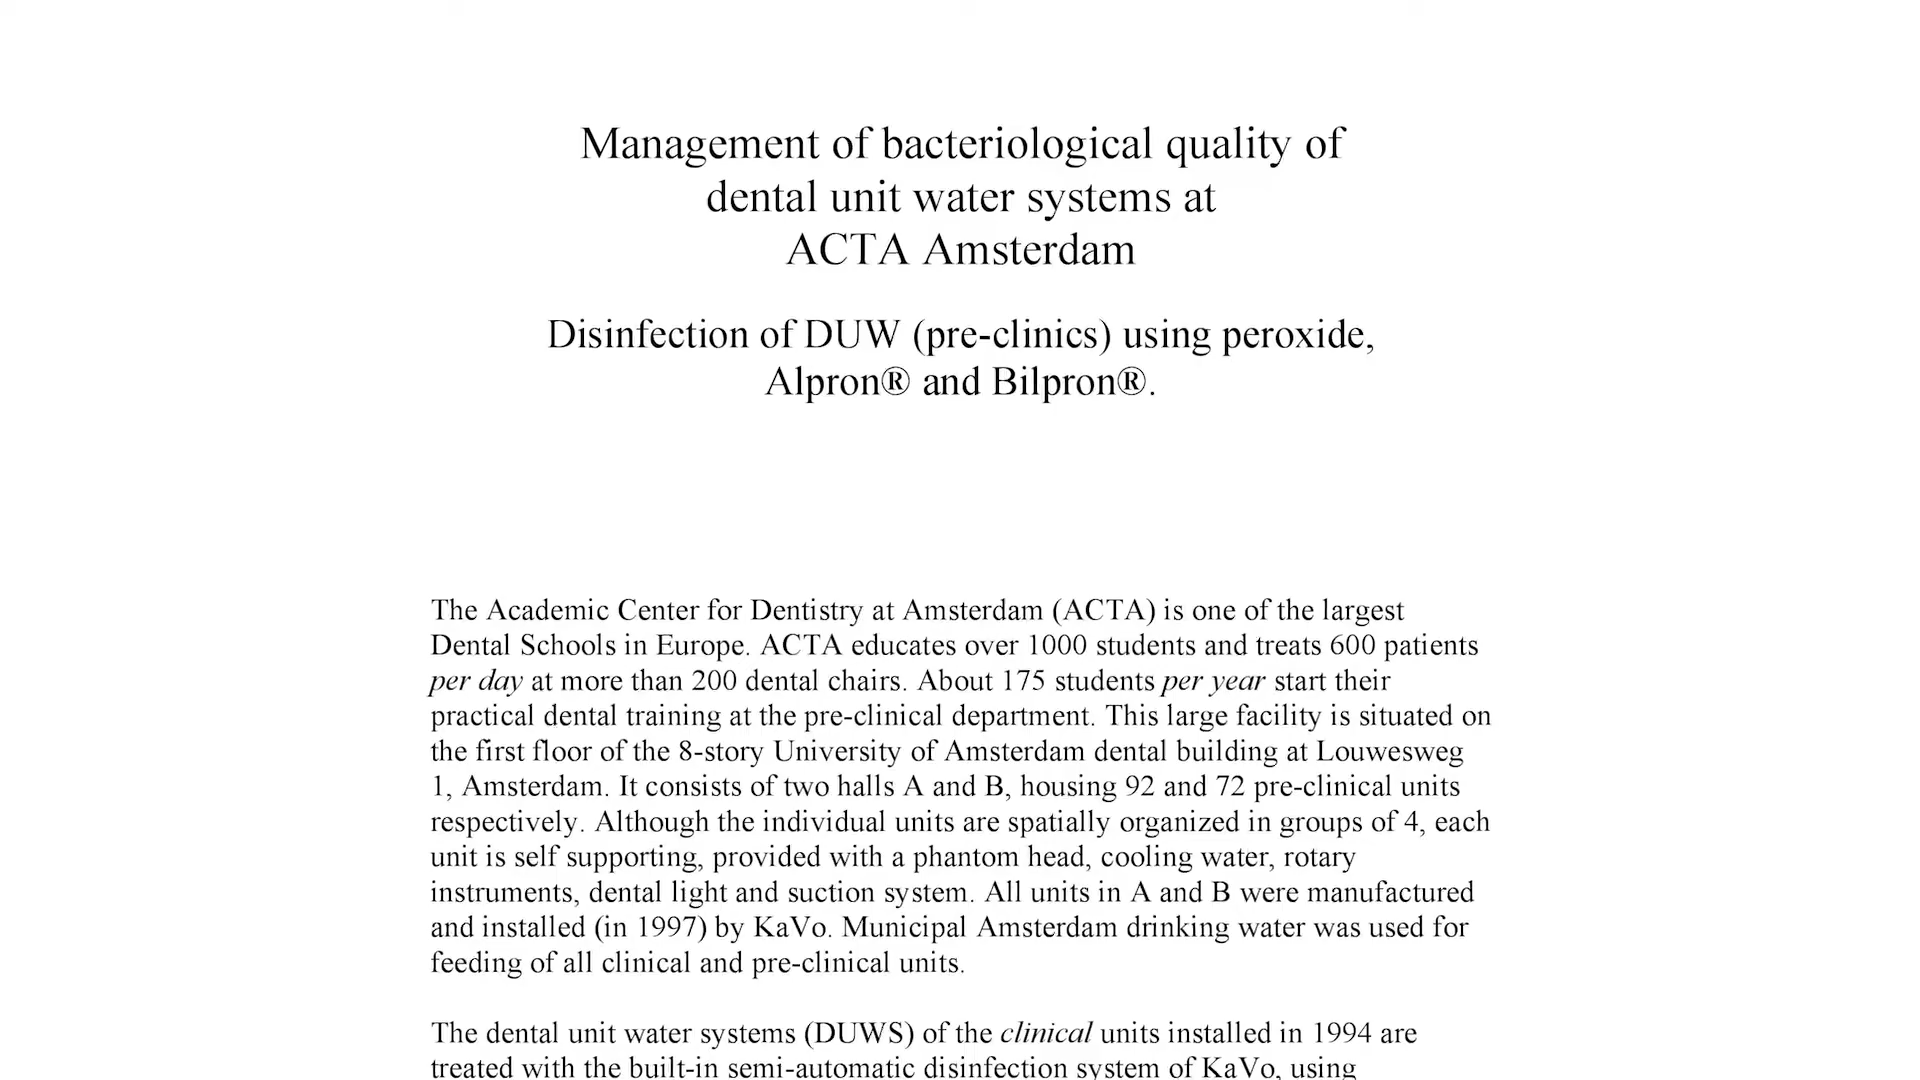 Management of bacteriological quality of
dental unit water systems at
ACTA Amsterdam
Disinfection of DUW (pre-clinics) using peroxide,
Alpron® and Bilpron®.
The Academic Center for Dentistry at Amsterdam (ACTA) is one of the largest
Dental Schools in Europe. ACTA educates over 1000 students and treats 600 patients
per day at more than 200 dental chairs. About 175 students per year start their
practical dental training at the pre-clinical department. This large facility is situated on
the first floor of the 8-story University of Amsterdam dental building at Louwesweg
1, Amsterdam. It consists of two halls A and B, housing 92 and 72 pre-clinical units
respectively. Although the individual units are spatially organized in groups of 4, each
unit is self supporting, provided with a phantom head, cooling water, rotary
instruments, dental light and suction system. All units in A and B were manufactured
and installed (in 1997) by KaVo. Municipal Amsterdam drinking water was used for
feeding of all clinical and pre-clinical units.
The dental unit water systems (DUWS) of the clinical units installed in 1994 are
treated with the built-in semi-automatic disinfection system of KaVo, using